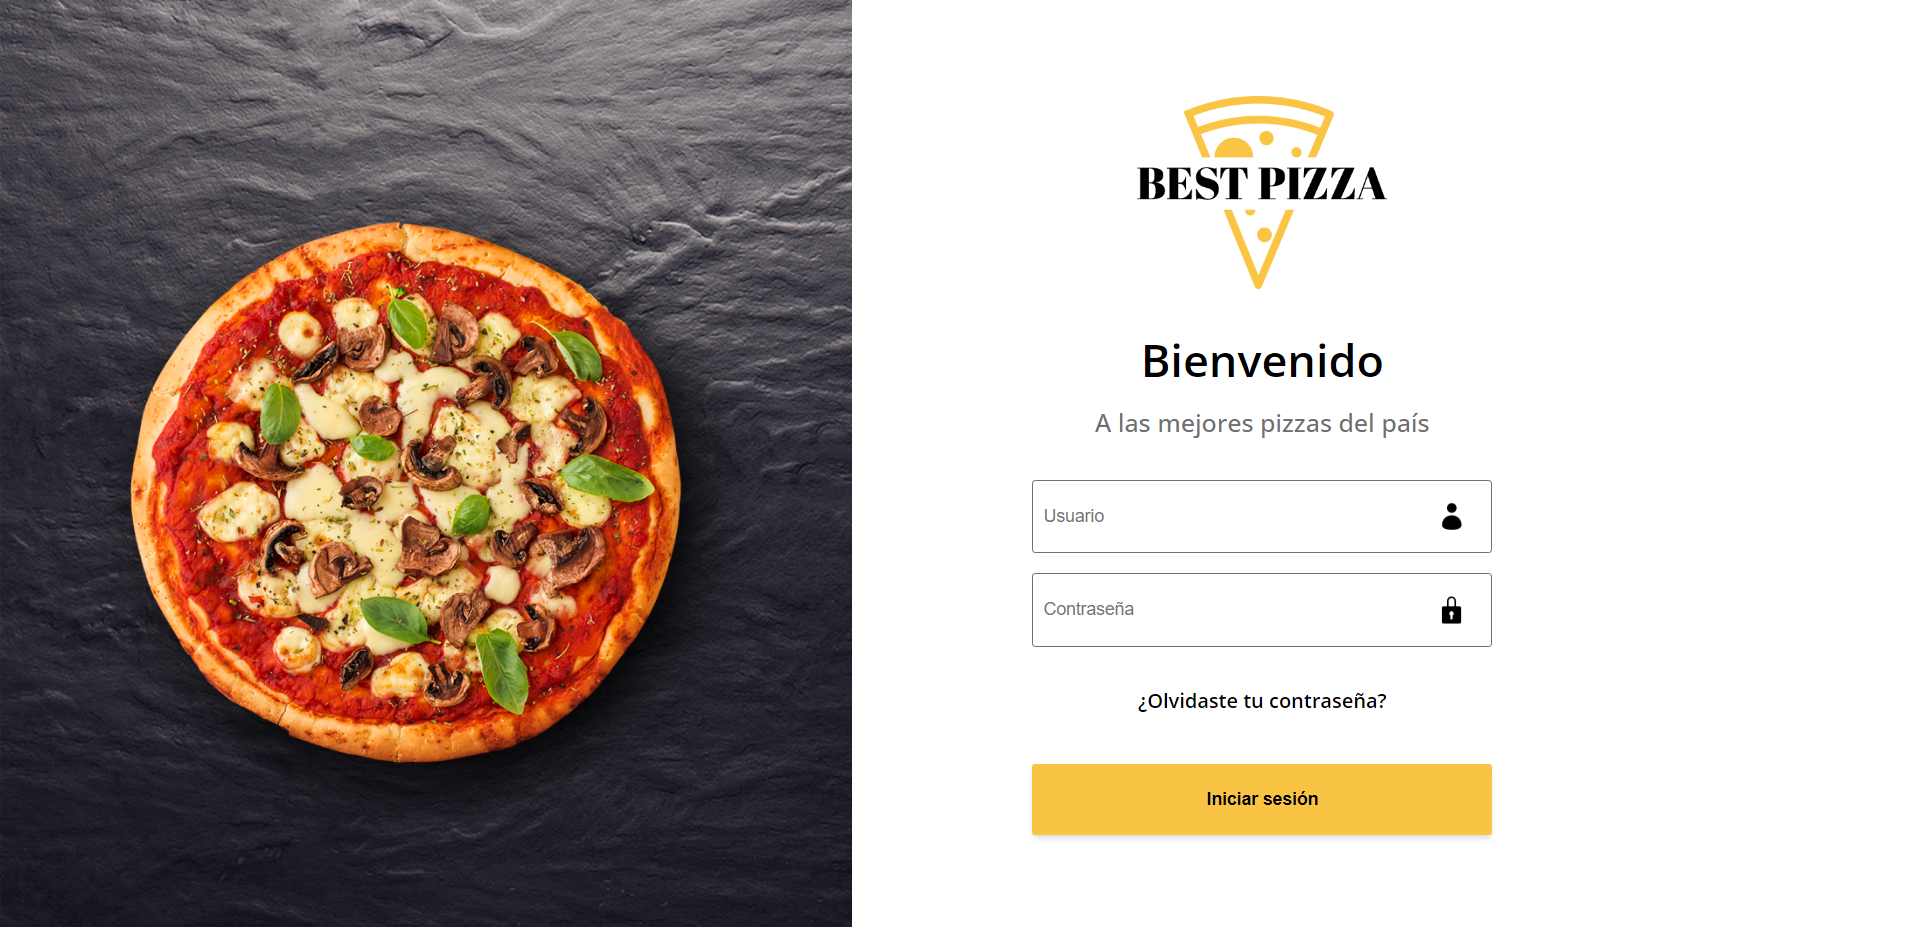 BEST PIZZA
Bienvenido
A las mejores pizzas del país
Usuario
Contraseña
¿Olvidaste tu contraseña?
Iniciar sesión